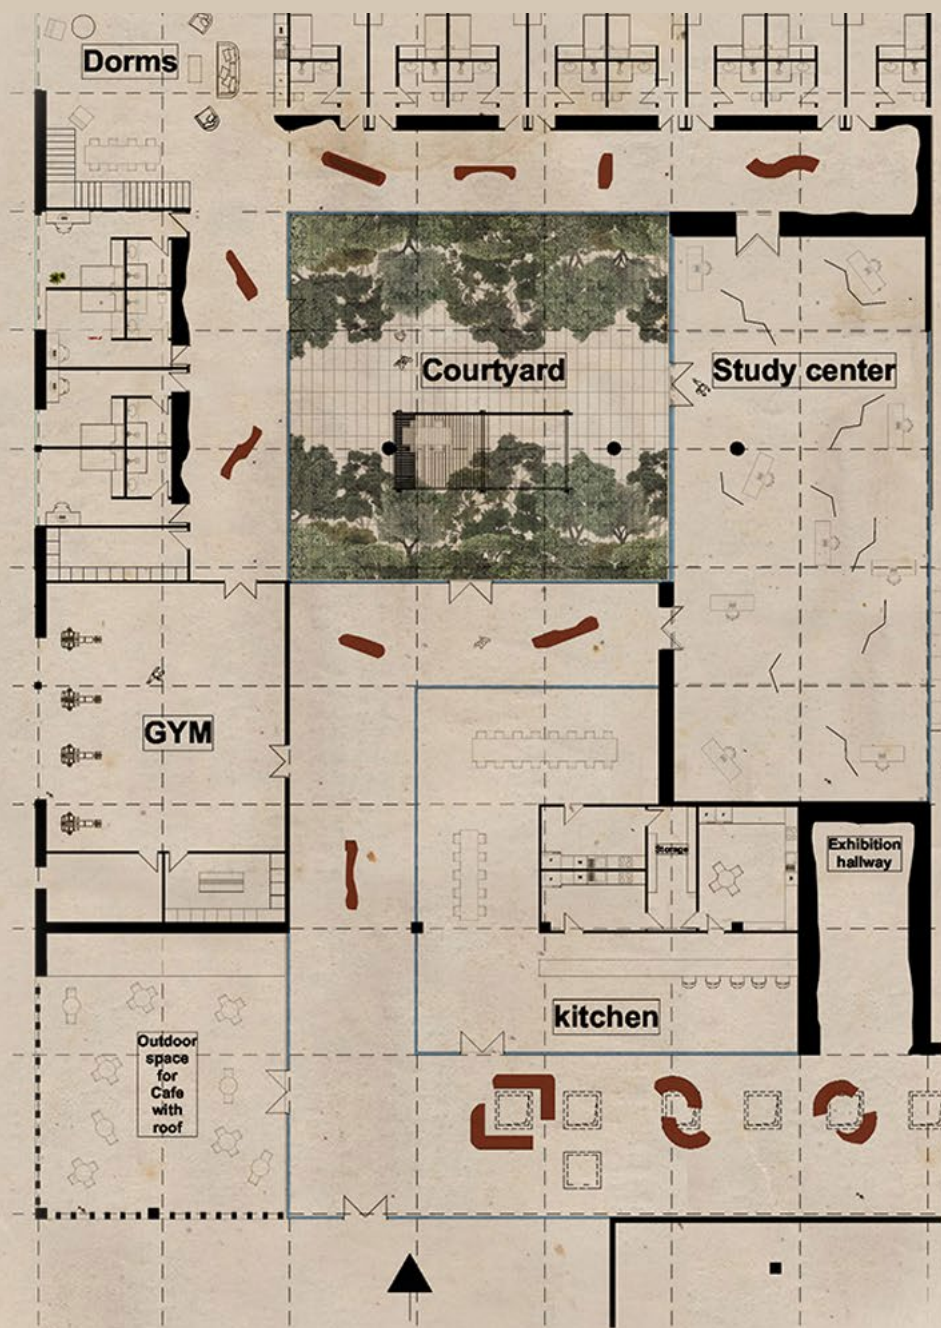 Dorms
Courtyard
Study center
GYM
Storage
Exhibition
hallway
kitchen
Outdoor
space
for
Cafe
with
roof